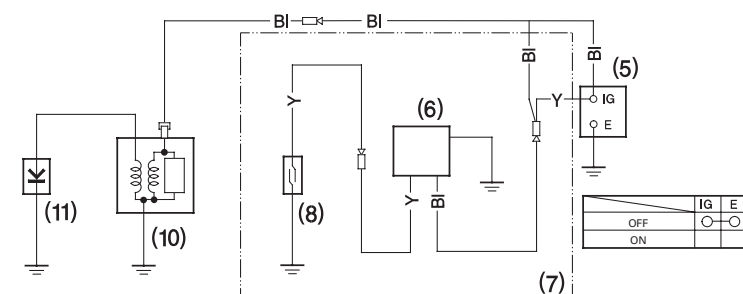 Bl Bl
Bl
Bl
(5)
Y
Y
IG
E
(6)
Y
Bl
(8)
(11)
(10)
(7)
IG E
OFF
ON